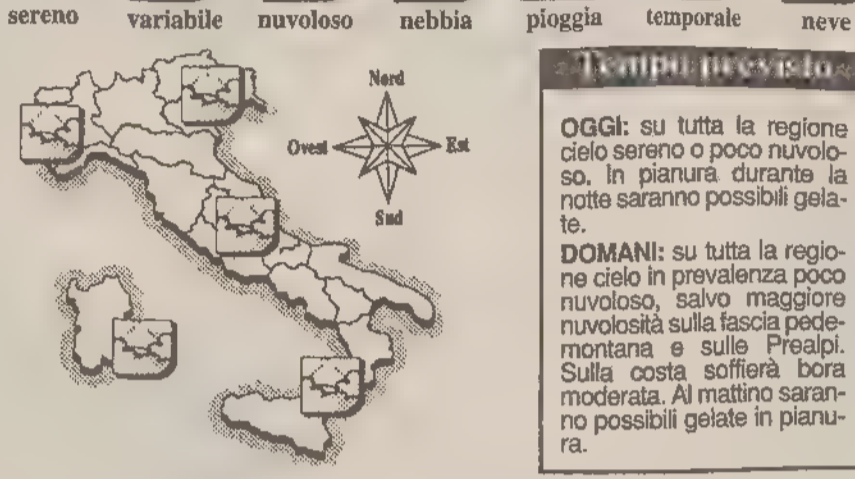 sereno variabile nuvoloso nebbia pioggia temporale neve
Nord
Ovest Est
Sud
Tempo previsto
OGGI: su tutta la regione
cielo sereno o poco nuvolo-
so. In pianura durante la
notte saranno possibili gela-
te.
DOMANI: su tutta la regio-
ne cielo in prevalenza poco
nuvoloso, salvo maggiore
nuvolosità sulla fascia pede-
montana e sulle Prealpi.
Sulla costa soffierà bora
moderata. Al mattino saran-
no possibili gelate in pianu-
ra.